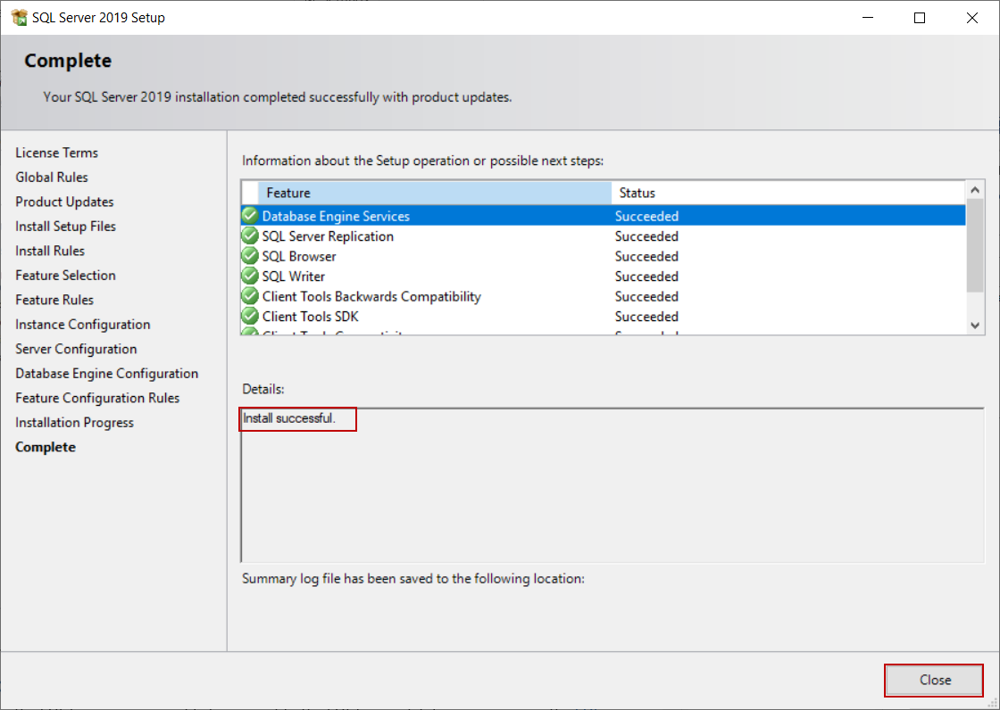 SQL Server 2019 Setup
Complete
Your SQL Server 2019 installation completed successfully with product updates.
License Terms
Global Rules
Product Updates
Install Setup Files
Install Rules
Feature Selection
Feature Rules
Instance Configuration
Server Configuration
Database Engine Configuration
Feature Configuration Rules
Installation Progress
Complete
Information about the Setup operation or possible next steps:
Feature Status
Database Engine Services Succeeded
SQL Server Replication Succeeded
SQL Browser Succeeded
SQL Writer Succeeded
Client Tools Backwards Compatibility Succeeded
Client Tools SDK Succeeded
Details:
Install successful.
Summary log file has been saved to the following location:
Close